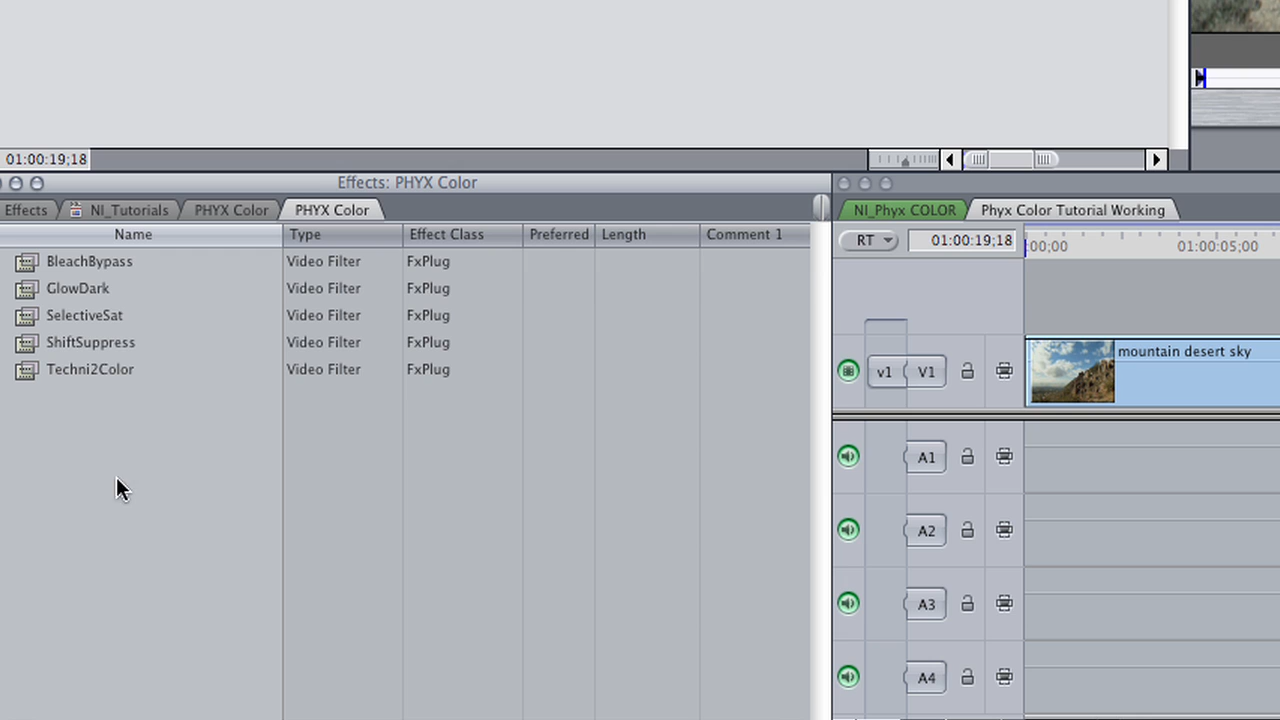 01:00:19;18
Effects: PHYX Color
Effects NI_Tutorials PHYX Color PHYX Color
Name Type Effect Class Preferred Length Comment 1
BleachBypass Video Filter FxPlug
GlowDark Video Filter FxPlug
SelectiveSat Video Filter FxPlug
ShiftSuppress Video Filter FxPlug
Techni2Color Video Filter FxPlug
NI_Phyx COLOR Phyx Color Tutorial Working
RT 01:00:19;18 :00;00 01:00:05;00
v1 V1 mountain desert sky
A1
A2
A3
A4